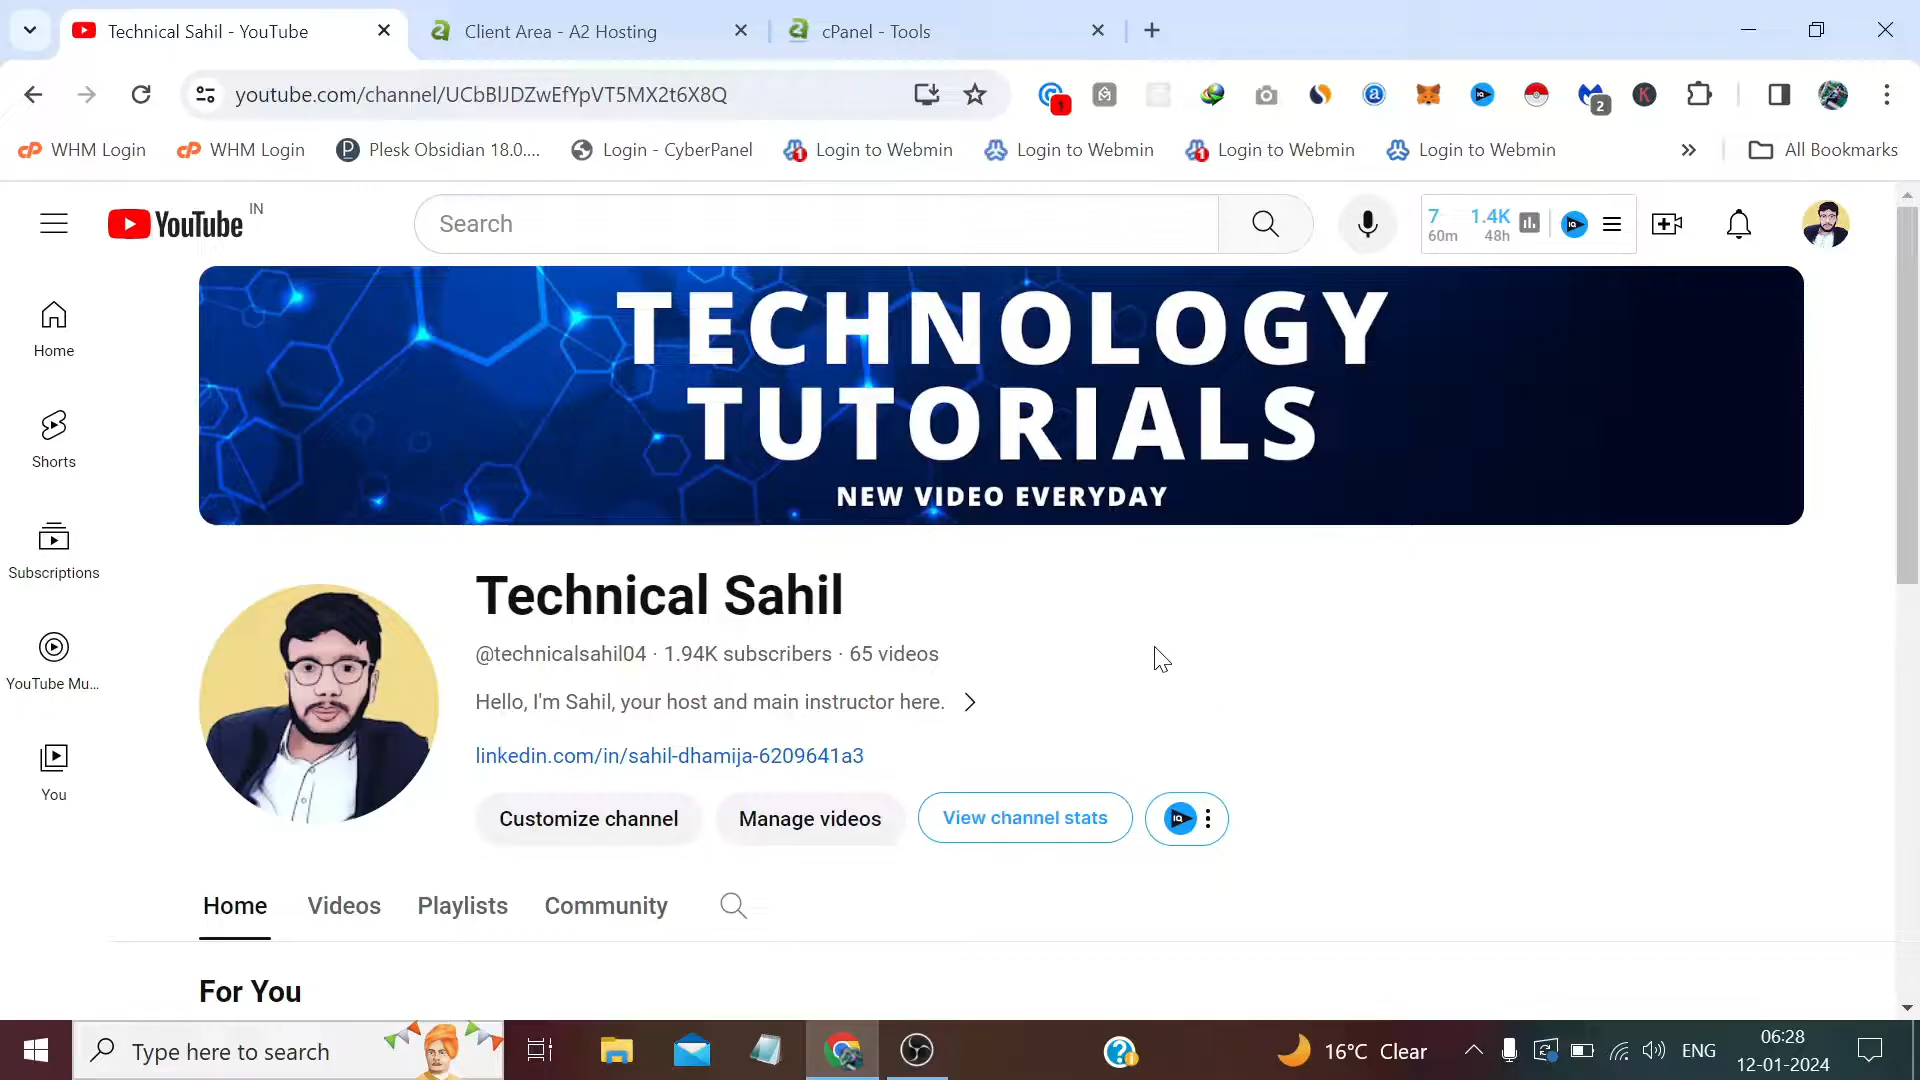 Technical Sahil - YouTube
Client Area - A2 Hosting
cPanel - Tools
youtube.com/channel/UCbBlJDZwEfYpVT5MX2t6X8Q
1
2
WHM Login
WHM Login
Plesk Obsidian 18.0....
Login - CyberPanel
Login to Webmin
Login to Webmin
Login to Webmin
Login to Webmin
All Bookmarks
YouTube IN
Search
7 1.4K
60m 48h
Home
Shorts
Subscriptions
YouTube Mu...
You
TECHNOLOGY
TUTORIALS
NEW VIDEO EVERYDAY
Technical Sahil
@technicalsahil04 · 1.94K subscribers · 65 videos
Hello, I'm Sahil, your host and main instructor here.
linkedin.com/in/sahil-dhamija-6209641a3
Customize channel
Manage videos
View channel stats
IQ
Home
Videos
Playlists
Community
For You
Type here to search
16°C Clear
ENG
06:28
12-01-2024